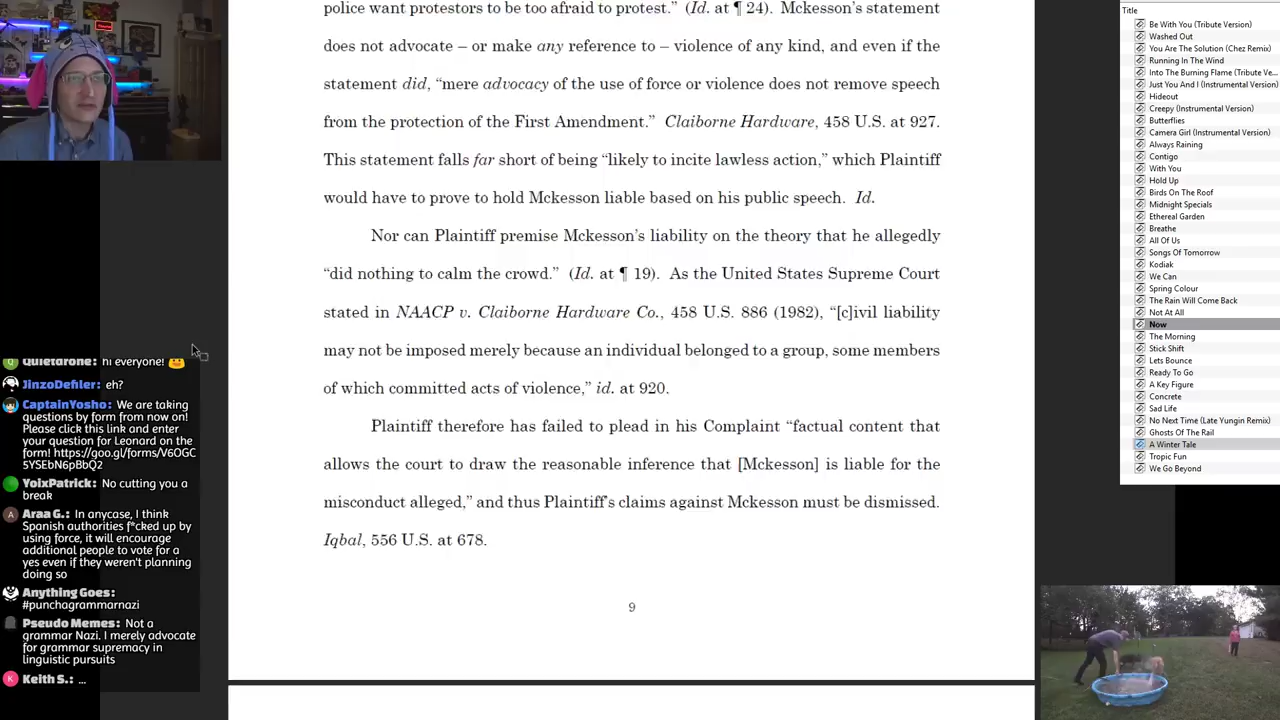 police want protestors to be too afraid to protest.” (Id. at ¶ 24). Mckesson’s statement
does not advocate – or make any reference to – violence of any kind, and even if the
statement did, “mere advocacy of the use of force or violence does not remove speech
from the protection of the First Amendment.” Claiborne Hardware, 458 U.S. at 927.
This statement falls far short of being “likely to incite lawless action,” which Plaintiff
would have to prove to hold Mckesson liable based on his public speech. Id.
Nor can Plaintiff premise Mckesson’s liability on the theory that he allegedly
“did nothing to calm the crowd.” (Id. at ¶ 19). As the United States Supreme Court
stated in NAACP v. Claiborne Hardware Co., 458 U.S. 886 (1982), “[c]ivil liability
may not be imposed merely because an individual belonged to a group, some members
of which committed acts of violence,” id. at 920.
Plaintiff therefore has failed to plead in his Complaint “factual content that
allows the court to draw the reasonable inference that [Mckesson] is liable for the
misconduct alleged,” and thus Plaintiff’s claims against Mckesson must be dismissed.
Iqbal, 556 U.S. at 678.
9
Quietdrone: hi everyone!
JinzoDefiler: eh?
CaptainYosho: We are taking
questions by form from now on!
Please click this link and enter
your question for Leonard on the
form! https://goo.gl/forms/V6OGC
5YSEbN6pBbQ2
YoixPatrick: No cutting you a
break
Araa G.: In anycase, I think
Spanish authorities f*cked up by
using force, it will encourage
additional people to vote for a
yes even if they weren't planning
doing so
Anything Goes:
#punchagrammarnazi
Pseudo Memes: Not a
grammar Nazi. I merely advocate
for grammar supremacy in
linguistic pursuits
Keith S.: ...
Title
Be With You (Tribute Version)
Washed Out
You Are The Solution (Chez Remix)
Running In The Wind
Into The Burning Flame (Tribute Ve...
Just You And I (Instrumental Version)
Hideout
Creepy (Instrumental Version)
Butterflies
Camera Girl (Instrumental Version)
Always Raining
Contigo
With You
Hold Up
Birds On The Roof
Midnight Specials
Ethereal Garden
Breathe
All Of Us
Songs Of Tomorrow
Kodiak
We Can
Spring Colour
The Rain Will Come Back
Not At All
Now
The Morning
Stick Shift
Lets Bounce
Ready To Go
A Key Figure
Concrete
Sad Life
No Next Time (Late Yungin Remix)
Ghosts Of The Rail
A Winter Tale
Tropic Fun
We Go Beyond